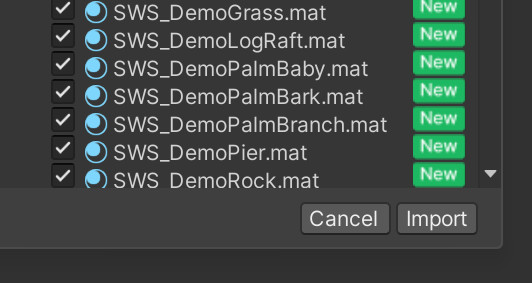 SWS_DemoGrass.mat New
SWS_DemoLogRaft.mat New
SWS_DemoPalmBaby.mat New
SWS_DemoPalmBark.mat New
SWS_DemoPalmBranch.mat New
SWS_DemoPier.mat New
SWS_DemoRock.mat New
Cancel Import